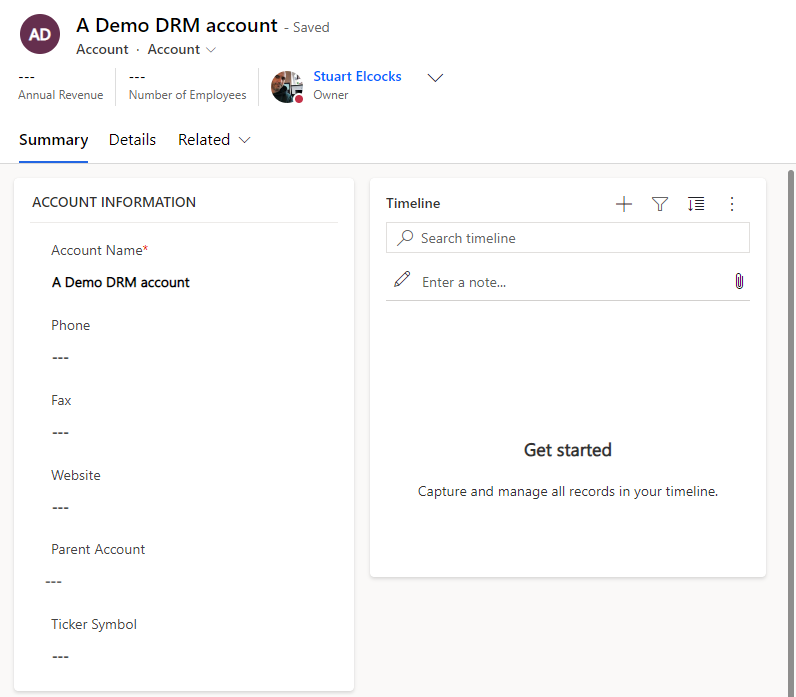 AD
A Demo DRM account - Saved
Account · Account
---
Annual Revenue
---
Number of Employees
Stuart Elcocks
Owner
Summary Details Related
ACCOUNT INFORMATION
Account Name*
A Demo DRM account
Phone
---
Fax
---
Website
---
Parent Account
---
Ticker Symbol
---
Timeline
Search timeline
Enter a note...
Get started
Capture and manage all records in your timeline.